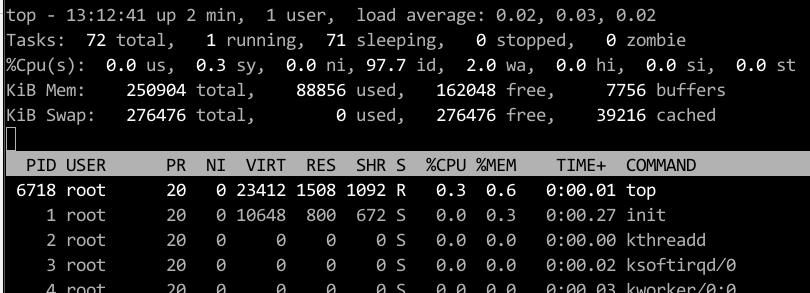 top - 13:12:41 up 2 min,  1 user,  load average: 0.02, 0.03, 0.02
Tasks:  72 total,   1 running,  71 sleeping,   0 stopped,   0 zombie
%Cpu(s):  0.0 us,  0.3 sy,  0.0 ni, 97.7 id,  2.0 wa,  0.0 hi,  0.0 si,  0.0 st
KiB Mem:    250904 total,    88856 used,   162048 free,     7756 buffers
KiB Swap:   276476 total,        0 used,   276476 free,    39216 cached
PID USER      PR  NI  VIRT  RES  SHR S  %CPU %MEM    TIME+  COMMAND
6718 root      20   0 23412 1508 1092 R   0.3  0.6   0:00.01 top
1 root      20   0 10648  800  672 S   0.0  0.3   0:00.27 init
2 root      20   0     0    0    0 S   0.0  0.0   0:00.00 kthreadd
3 root      20   0     0    0    0 S   0.0  0.0   0:00.02 ksoftirqd/0
4 root      20   0     0    0    0 S   0.0  0.0   0:00.03 kworker/0:0